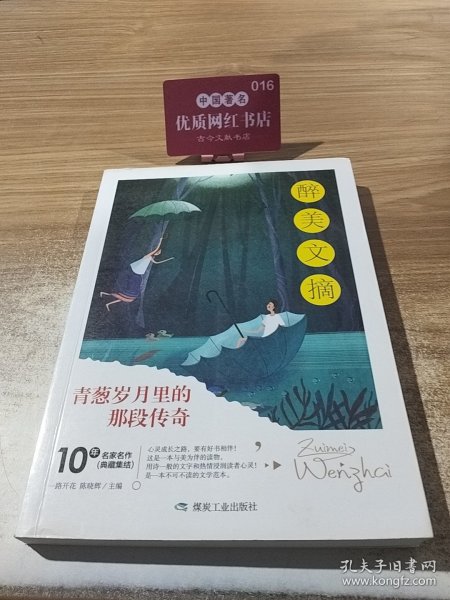 016
中国著名
优质网红书店
古今文献书店
醉
美
文
摘
青葱岁月里的
那段传奇
10年 名家名作
(典藏集结)
心灵成长之路，要有好书相伴！
这是一本与美为伴的读物，
用诗一般的文字和热情浸润读者心灵！
是一本不可不读的文学范本。
路开花 陈晓辉/主编
Zuimei
Wenzhai
煤炭工业出版社
孔夫子旧书网
www.kongfz.com